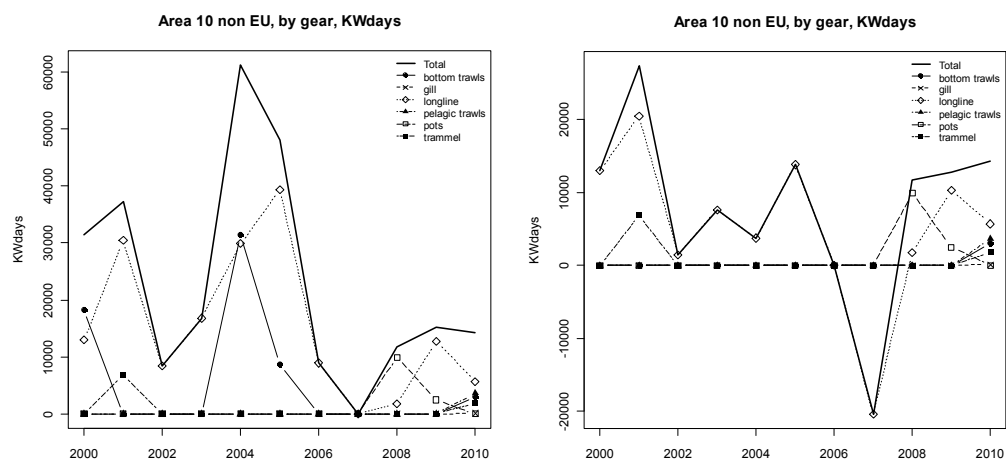 Area 10 non EU, by gear, KWdays
KWdays
60000
50000
40000
30000
20000
10000
0
Total
bottom trawls
gill
longline
pelagic trawls
pots
trammel
2000 2002 2004 2006 2008 2010
Area 10 non EU, by gear, KWdays
KWdays
20000
10000
0
-10000
-20000
Total
bottom trawls
gill
longline
pelagic trawls
pots
trammel
2000 2002 2004 2006 2008 2010